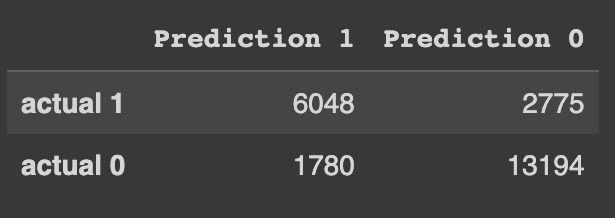 Prediction 1 Prediction 0
actual 1 6048 2775
actual 0 1780 13194